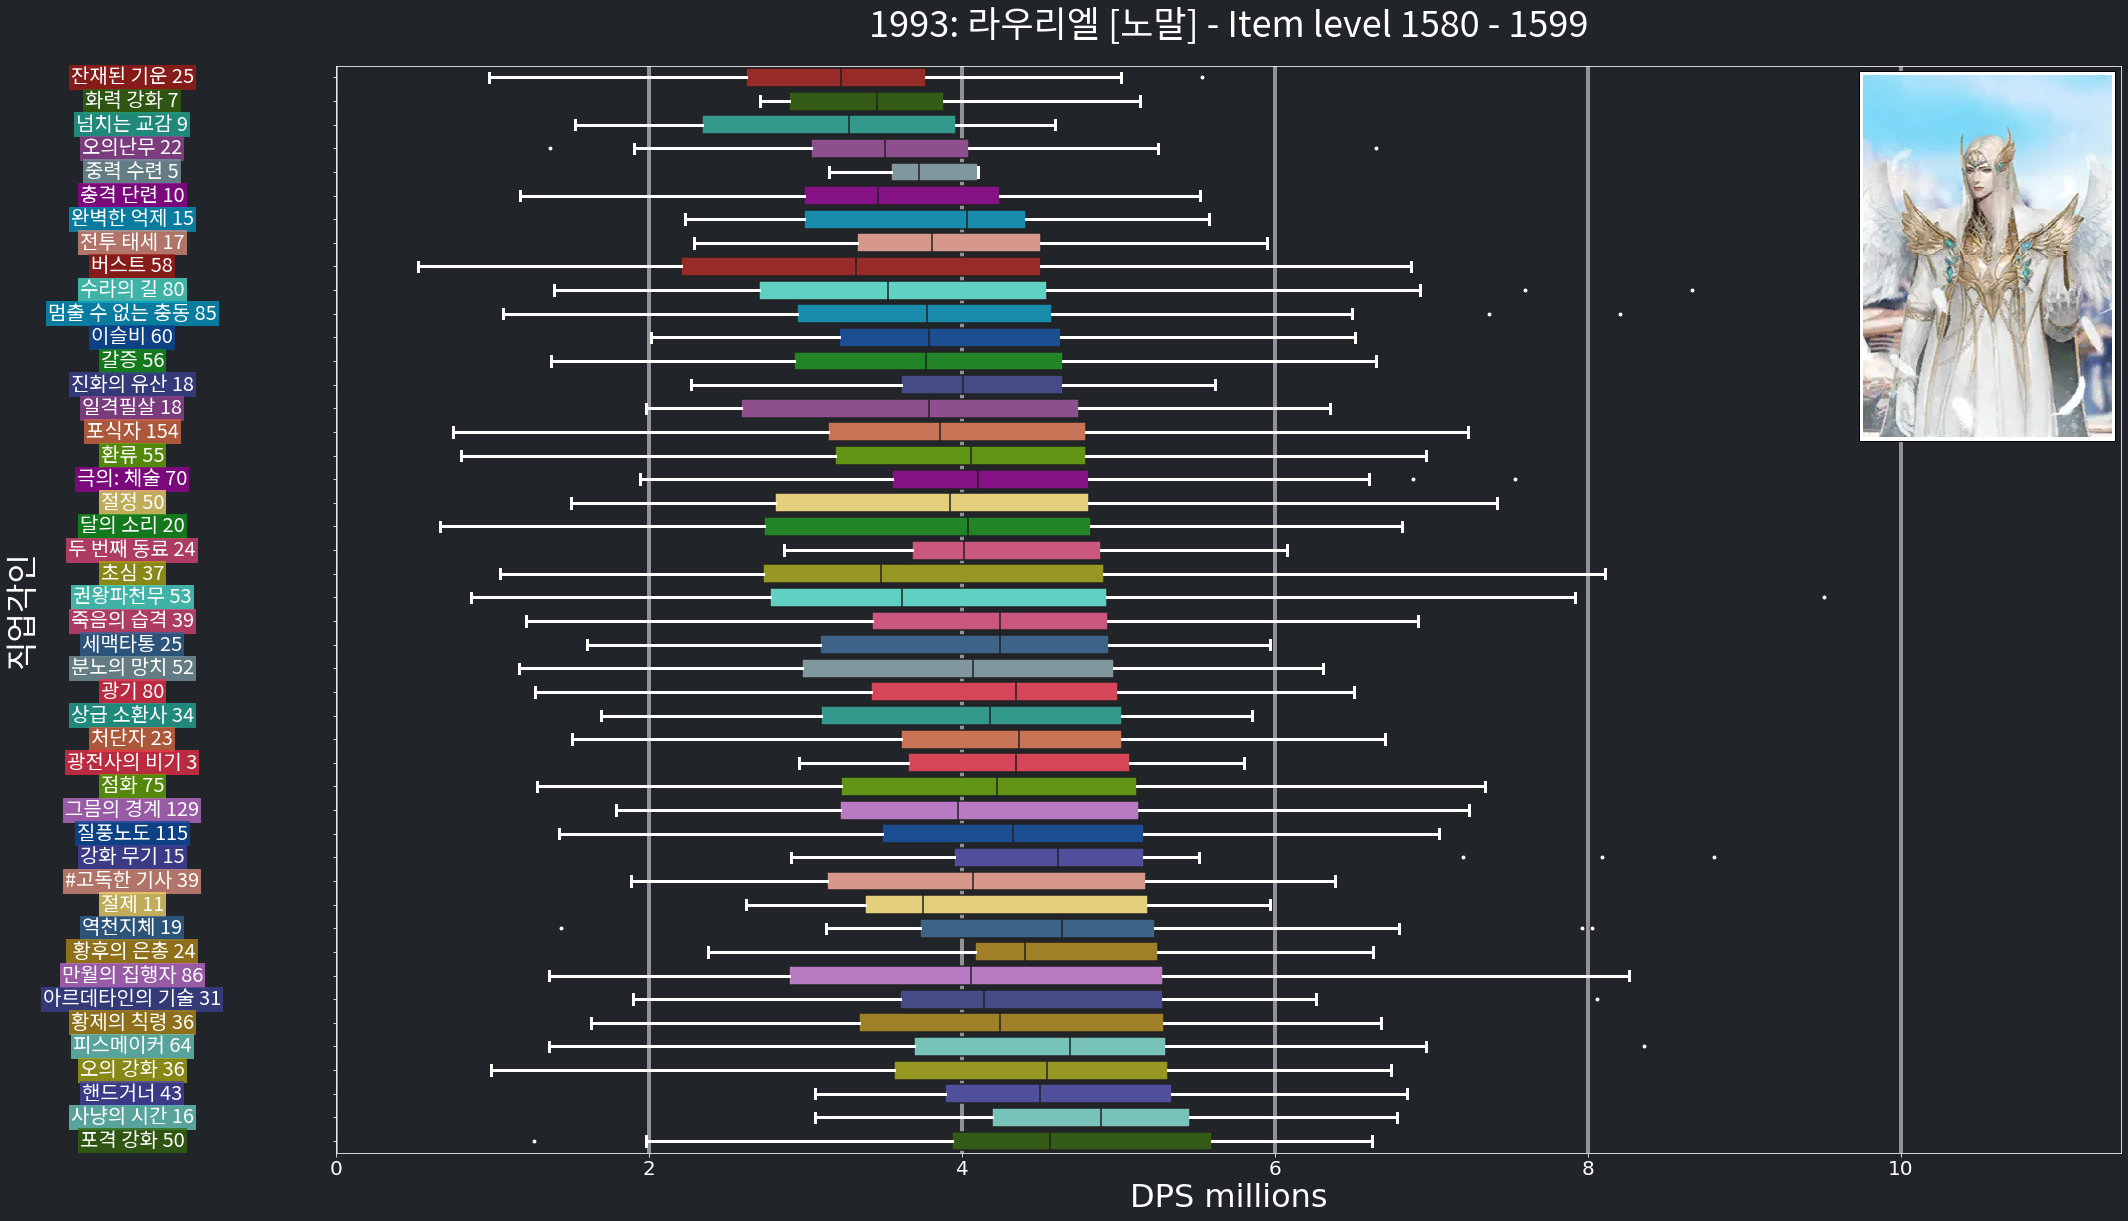 1993: 라우리엘 [노말] - Item level 1580 - 1599
잔재된 기운 25
화력 강화 7
넘치는 교감 9
오의난무 22
중력 수련 5
충격 단련 10
완벽한 억제 15
전투 태세 17
버스트 58
수라의 길 80
멈출 수 없는 충동 85
이슬비 60
갈증 56
진화의 유산 18
일격필살 18
포식자 154
환류 55
극의: 체술 70
절정 50
달의 소리 20
두 번째 동료 24
초심 37
권왕파천무 53
죽음의 습격 39
세맥타통 25
분노의 망치 52
광기 80
상급 소환사 34
처단자 23
광전사의 비기 3
점화 75
그믐의 경계 129
질풍노도 115
강화 무기 15
#고독한 기사 39
절제 11
역천지체 19
황후의 은총 24
만월의 집행자 86
아르데타인의 기술 31
황제의 칙령 36
피스메이커 64
오의 강화 36
핸드거너 43
사냥의 시간 16
포격 강화 50
직업각인
0 2 4 6 8 10
DPS millions